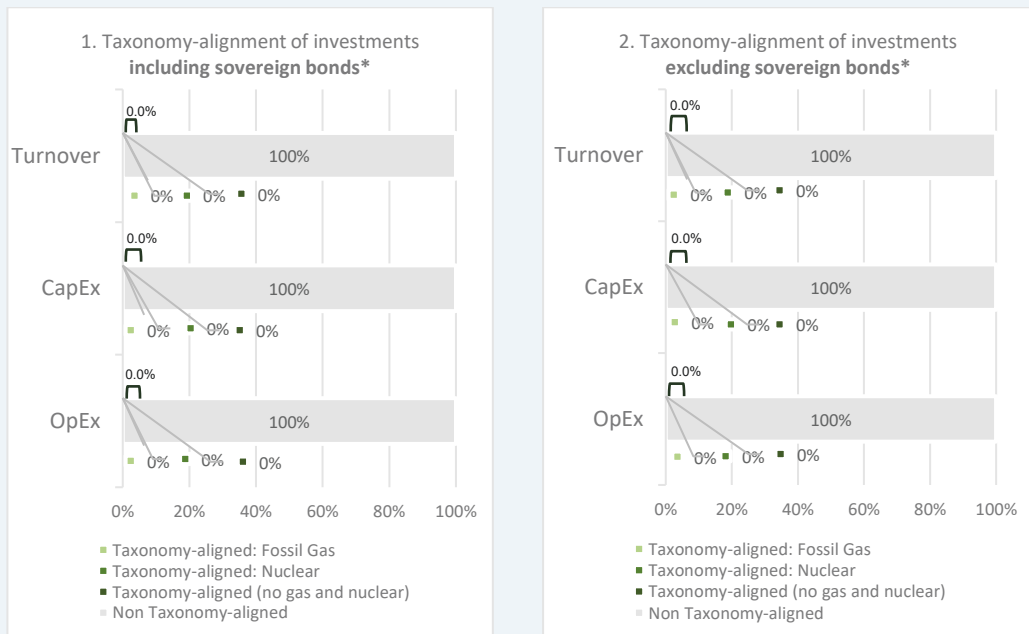 1. Taxonomy-alignment of investments
including sovereign bonds*
0.0%
Turnover
100%
0%
0%
0%
0.0%
CapEx
100%
0%
0%
0%
0.0%
OpEx
100%
0%
0%
0%
0%
20%
40%
60%
80%
100%
Taxonomy-aligned: Fossil Gas
Taxonomy-aligned: Nuclear
Taxonomy-aligned (no gas and nuclear)
Non Taxonomy-aligned
2. Taxonomy-alignment of investments
excluding sovereign bonds*
0.0%
Turnover
100%
0%
0%
0%
0.0%
CapEx
100%
0%
0%
0%
0.0%
OpEx
100%
0%
0%
0%
0%
20%
40%
60%
80%
100%
Taxonomy-aligned: Fossil Gas
Taxonomy-aligned: Nuclear
Taxonomy-aligned (no gas and nuclear)
Non Taxonomy-aligned